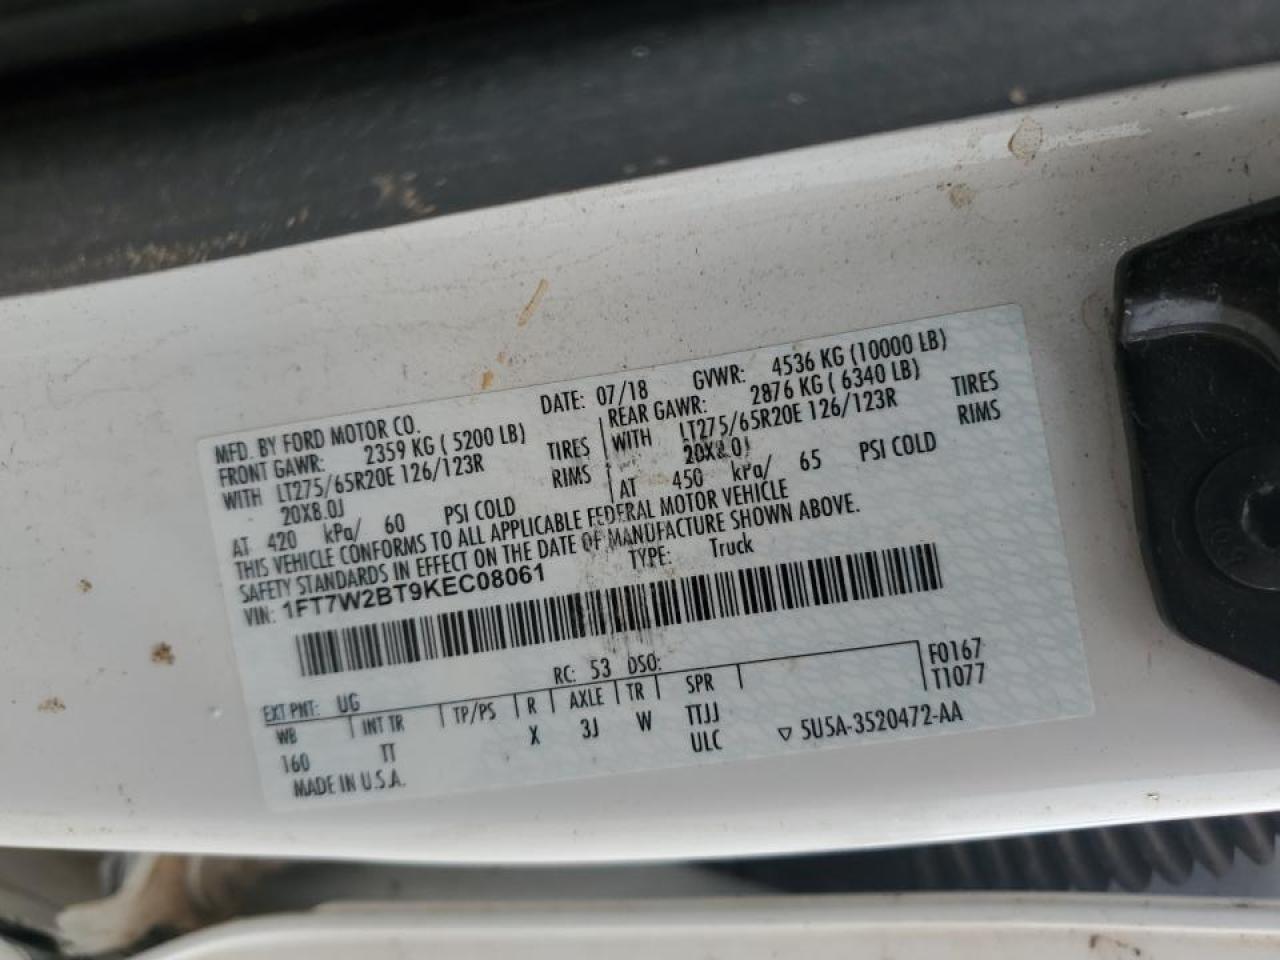 MFD. BY FORD MOTOR CO.
DATE: 07/18
GVWR: 4536 KG (10000 LB)
FRONT GAWR: 2359 KG ( 5200 LB)
REAR GAWR: 2876 KG ( 6340 LB)
WITH LT275/65R20E 126/123R TIRES
WITH LT275/65R20E 126/123R TIRES
20X8.0J RIMS
20X8.0J RIMS
AT 420 kPa/ 60 PSI COLD
AT 450 kPa/ 65 PSI COLD
THIS VEHICLE CONFORMS TO ALL APPLICABLE FEDERAL MOTOR VEHICLE
SAFETY STANDARDS IN EFFECT ON THE DATE OF MANUFACTURE SHOWN ABOVE.
VIN: 1FT7W2BT9KEC08061
TYPE: Truck
EXT PNT: UG RC: 53 DSO:
WB INT TR TP/PS R AXLE TR SPR F0167
T1077
160 TT X 3J W TTJJ
ULC
MADE IN U.S.A.
▽ 5U5A-3520472-AA